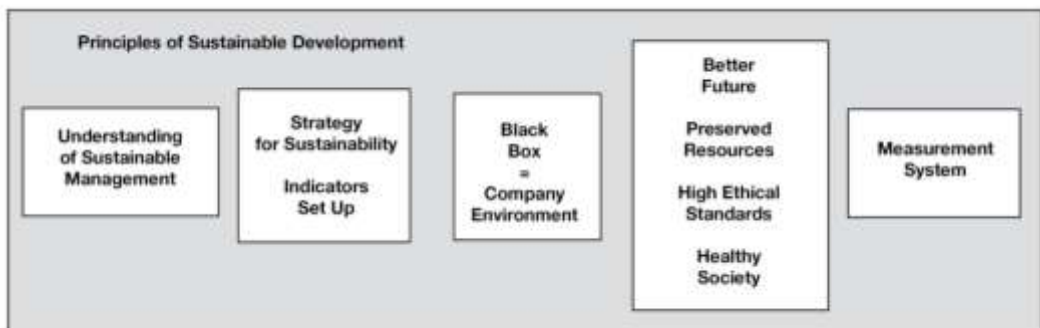 Principles of Sustainable Development
Understanding
of Sustainable
Management
Strategy
for Sustainability
Indicators
Set Up
Black
Box
=
Company
Environment
Better
Future
Preserved
Resources
High Ethical
Standards
Healthy
Society
Measurement
System